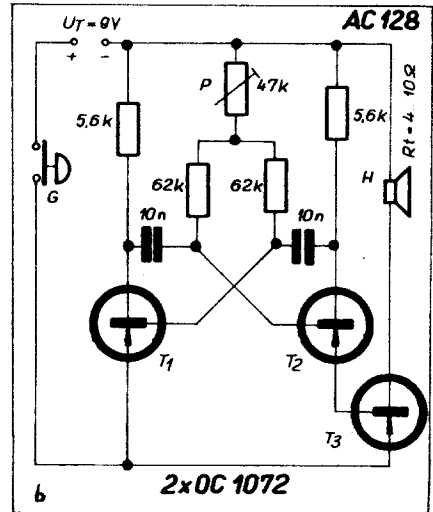 AC 128
UT = 9V
+ -
P 47k
5,6k
5,6k
Rt = 4...10Ω
G
62k
62k
H
10n
10n
T1
T2
T3
b
2x OC 1072